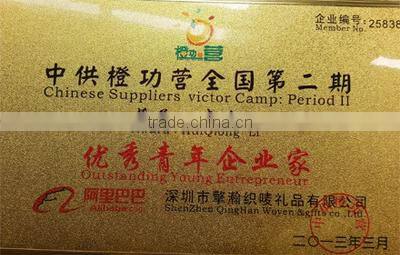 橙功营
企业编号: 25838
Member No.
中供橙功营全国第二期
Chinese Suppliers victor Camp: Period II
trade.china.cn
HuiQiong Li
优秀青年企业家
Outstanding Young Entrepreneur
阿里巴巴
Alibaba.com
深圳市擎瀚织唛礼品有限公司
ShenZhen QingHan Woven &gifts co., Ltd
二〇一三年三月